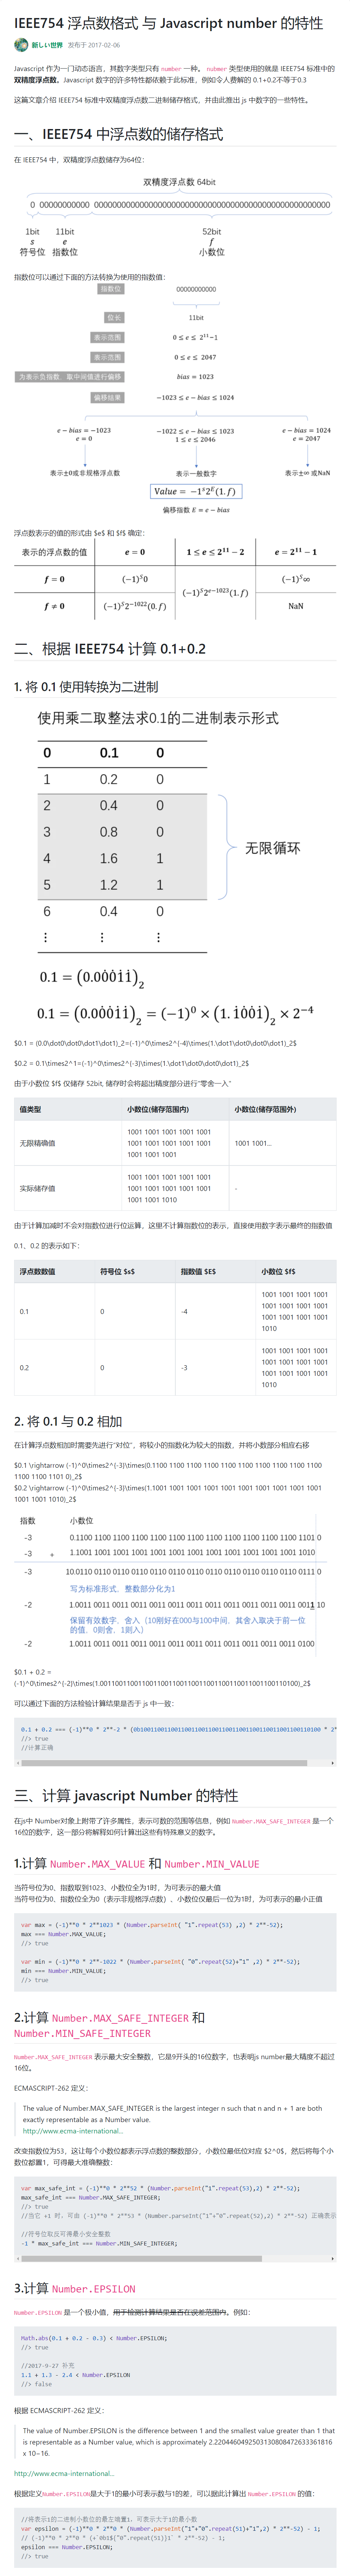 IEEE754 浮点数格式 与 Javascript number 的特性
新しい世界 发布于 2017-02-06
Javascript 作为一门动态语言，其数字类型只有 number 一种。 nubmer 类型使用的就是 IEEE754 标准中的
双精度浮点数。Javascript 数字的许多特性都依赖于此标准，例如令人费解的 0.1+0.2不等于0.3
这篇文章介绍 IEEE754 标准中双精度浮点数二进制储存格式，并由此推出 js 中数字的一些特性。
一、IEEE754 中浮点数的储存格式
在 IEEE754 中，双精度浮点数储存为64位：
双精度浮点数 64bit
0 00000000000 0000000000000000000000000000000000000000000000000000
1bit 11bit 52bit
s e f
符号位 指数位 小数位
指数位可以通过下面的方法转换为使用的指数值：
指数位 00000000000
位长 11bit
表示范围 0 ≤ e ≤ 2¹¹−1
表示范围 0 ≤ e ≤ 2047
为表示负指数，取中间值进行偏移 bias = 1023
偏移结果 −1023 ≤ e − bias ≤ 1024
e − bias = −1023 −1022 ≤ e − bias ≤ 1023 e − bias = 1024
e = 0 1 ≤ e ≤ 2046 e = 2047
表示±0或非规格浮点数 表示一般数字 表示±∞ 或NaN
Value = −1ˢ2ᴱ(1.f)
偏移指数 E = e − bias
浮点数表示的值的形式由 $e$ 和 $f$ 确定：
表示的浮点数的值 e = 0 1 ≤ e ≤ 2¹¹ − 2 e = 2¹¹ − 1
f = 0 (−1)ˢ0 (−1)ˢ2ᵉ⁻¹⁰²³(1.f) (−1)ˢ∞
f ≠ 0 (−1)ˢ2⁻¹⁰²²(0.f) NaN
二、根据 IEEE754 计算 0.1+0.2
1. 将 0.1 使用转换为二进制
使用乘二取整法求0.1的二进制表示形式
0 0.1 0
1 0.2 0
2 0.4 0
3 0.8 0
4 1.6 1
5 1.2 1
6 0.4 0
⋮ ⋮ ⋮
无限循环
0.1 = (0.00̇0̇1̇1̇)₂
0.1 = (0.00̇0̇1̇1̇)₂ = (−1)⁰ × (1.1̇0̇0̇1̇)₂ × 2⁻⁴
$0.1 = (0.0\dot0\dot0\dot1\dot1)_2=(-1)^0\times2^{-4}\times(1.\dot1\dot0\dot0\dot1)_2$
$0.2 = 0.1\times2^1=(-1)^0\times2^{-3}\times(1.\dot1\dot0\dot0\dot1)_2$
由于小数位 $f$ 仅储存 52bit, 储存时会将超出精度部分进行"零舍一入"
值类型 小数位(储存范围内) 小数位(储存范围外)
无限精确值
1001 1001 1001 1001 1001
1001 1001 1001 1001 1001
1001 1001 1001
1001 1001...
实际储存值
1001 1001 1001 1001 1001
1001 1001 1001 1001 1001
1001 1001 1010
-
由于计算加减时不会对指数位进行位运算，这里不计算指数位的表示，直接使用数字表示最终的指数值
0.1、0.2 的表示如下：
浮点数数值 符号位 $s$ 指数值 $E$ 小数位 $f$
0.1 0 -4
1001 1001 1001 1001
1001 1001 1001 1001
1001 1001 1001 1001
1010
0.2 0 -3
1001 1001 1001 1001
1001 1001 1001 1001
1001 1001 1001 1001
1010
2. 将 0.1 与 0.2 相加
在计算浮点数相加时需要先进行"对位"，将较小的指数化为较大的指数，并将小数部分相应右移
$0.1 \rightarrow (-1)^0\times2^{-3}\times(0.1100 1100 1100 1100 1100 1100 1100 1100 1100 1100
1100 1100 1101 0)_2$
$0.2 \rightarrow (-1)^0\times2^{-3}\times(1.1001 1001 1001 1001 1001 1001 1001 1001 1001 1001
1001 1001 1010)_2$
指数 小数位
-3 0.1100 1100 1100 1100 1100 1100 1100 1100 1100 1100 1100 1100 1101 0
-3 + 1.1001 1001 1001 1001 1001 1001 1001 1001 1001 1001 1001 1001 1010
-3 10.0110 0110 0110 0110 0110 0110 0110 0110 0110 0110 0110 0110 0111 0
写为标准形式，整数部分化为1
-2 1.0011 0011 0011 0011 0011 0011 0011 0011 0011 0011 0011 0011 0011 10
保留有效数字，舍入（10刚好在000与100中间，其舍入取决于前一位
的值，0则舍，1则入）
-2 1.0011 0011 0011 0011 0011 0011 0011 0011 0011 0011 0011 0011 0100
$0.1 + 0.2 =
(-1)^0\times2^{-2}\times(1.0011001100110011001100110011001100110011001100110100)_2$
可以通过下面的方法检验计算结果是否于 js 中一致：
0.1 + 0.2 === (-1)**0 * 2**-2 * (0b10011001100110011001100110011001100110011001100110100 * 2*
//> true
//计算正确
三、计算 javascript Number 的特性
在js中 Number对象上附带了许多属性，表示可数的范围等信息，例如 Number.MAX_SAFE_INTEGER 是一个
16位的数字，这一部分将解释如何计算出这些有特殊意义的数字。
1.计算 Number.MAX_VALUE 和 Number.MIN_VALUE
当符号位为0、指数取到1023、小数位全为1时，为可表示的最大值
当符号位为0、指数位全为0（表示非规格浮点数）、小数位仅最后一位为1时，为可表示的最小正值
var max = (-1)**0 * 2**1023 * (Number.parseInt( "1".repeat(53) ,2) * 2**-52);
max === Number.MAX_VALUE;
//> true
var min = (-1)**0 * 2**-1022 * (Number.parseInt( "0".repeat(52)+"1" ,2) * 2**-52);
min === Number.MIN_VALUE;
//> true
2.计算 Number.MAX_SAFE_INTEGER 和
Number.MIN_SAFE_INTEGER
Number.MAX_SAFE_INTEGER 表示最大安全整数，它是9开头的16位数字，也表明js number最大精度不超过
16位。
ECMASCRIPT-262 定义：
The value of Number.MAX_SAFE_INTEGER is the largest integer n such that n and n + 1 are both
exactly representable as a Number value.
http://www.ecma-international...
改变指数位为53，这让每个小数位都表示浮点数的整数部分，小数位最低位对应 $2^0$，然后将每个小
数位都置1，可得最大准确整数：
var max_safe_int = (-1)**0 * 2**52 * (Number.parseInt("1".repeat(53),2) * 2**-52);
max_safe_int === Number.MAX_SAFE_INTEGER;
//> true
//当它 +1 时，可由 (-1)**0 * 2**53 * (Number.parseInt("1"+"0".repeat(52),2) * 2**-52) 正确表示
//符号位取反可得最小安全整数
-1 * max_safe_int === Number.MIN_SAFE_INTEGER;
3.计算 Number.EPSILON
Number.EPSILON 是一个极小值，用于检测计算结果是否在误差范围内。例如：
Math.abs(0.1 + 0.2 - 0.3) < Number.EPSILON;
//> true
//2017-9-27 补充
1.1 + 1.3 - 2.4 < Number.EPSILON
//> false
根据 ECMASCRIPT-262 定义：
The value of Number.EPSILON is the difference between 1 and the smallest value greater than 1 that
is representable as a Number value, which is approximately 2.2204460492503130808472633361816
x 10−16.
http://www.ecma-international...
根据定义Number.EPSILON是大于1的最小可表示数与1的差，可以据此计算出 Number.EPSILON 的值：
//将表示1的二进制小数位的最左端置1，可表示大于1的最小数
var epsilon = (-1)**0 * 2**0 * (Number.parseInt("1"+"0".repeat(51)+"1",2) * 2**-52) - 1;
// (-1)**0 * 2**0 * (+`0b1${"0".repeat(51)}1` * 2**-52) - 1;
epsilon === Number.EPSILON;
//> true